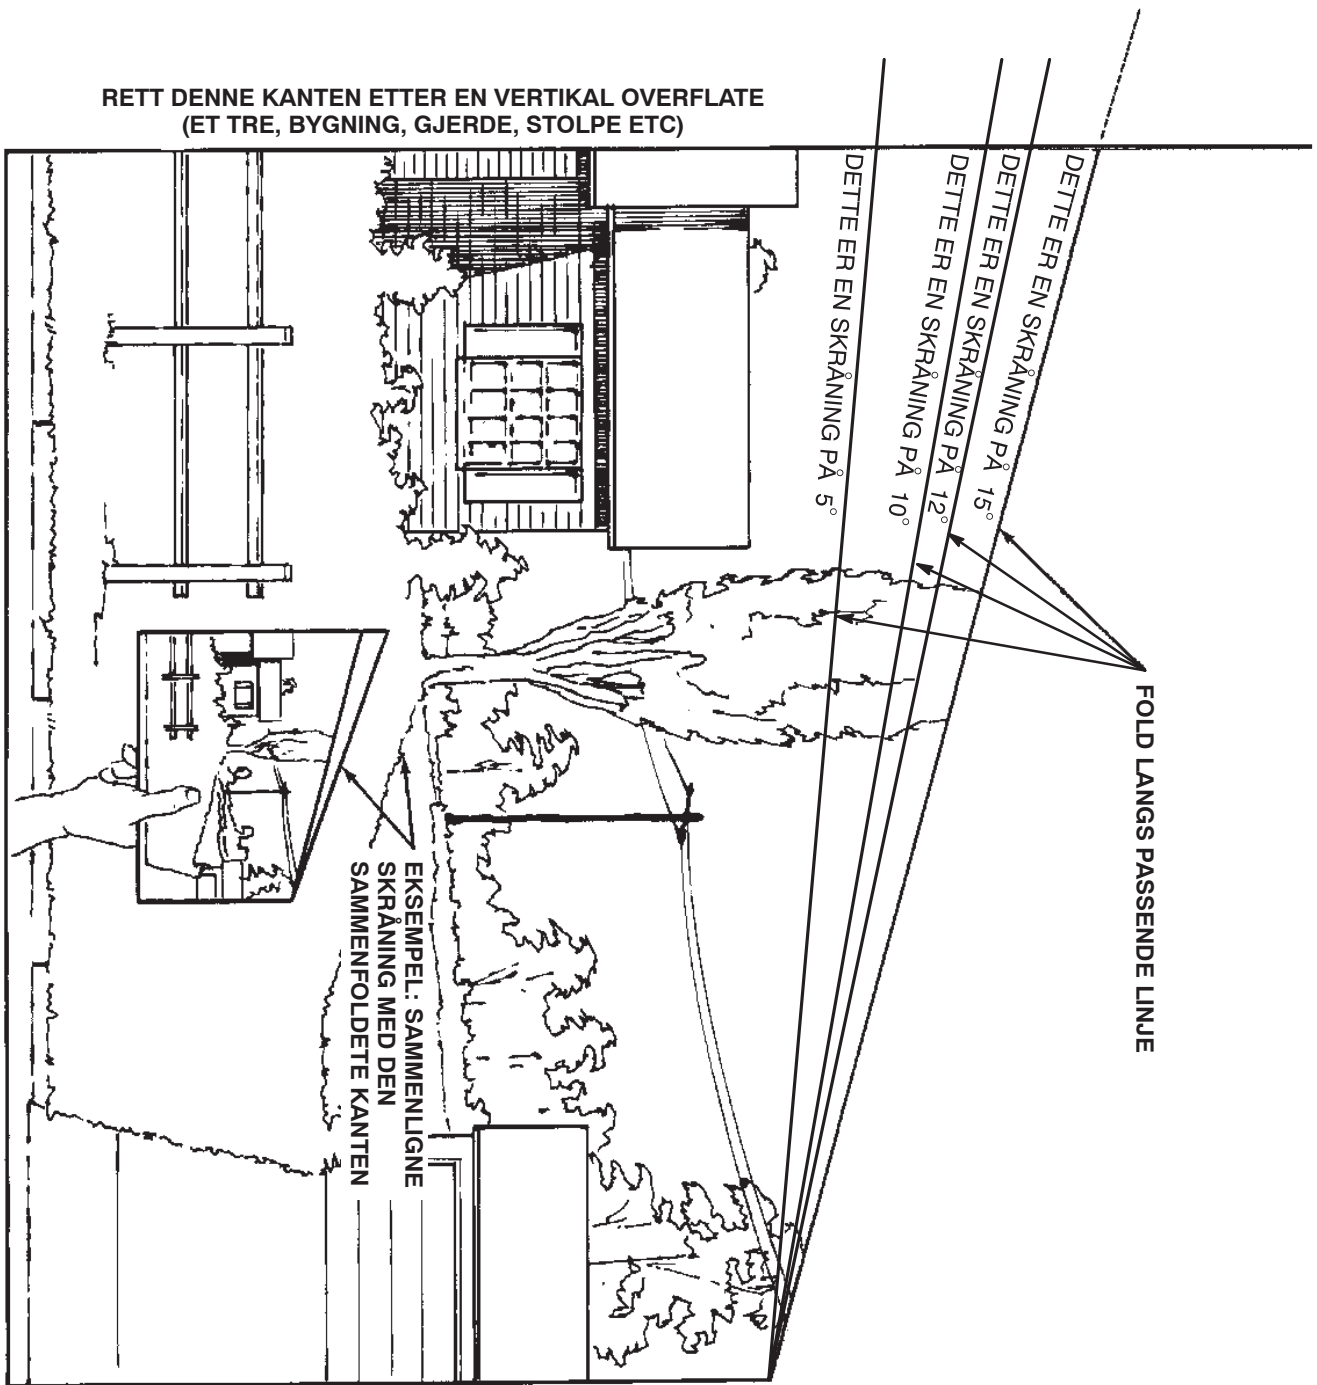 RETT DENNE KANTEN ETTER EN VERTIKAL OVERFLATE
(ET TRE, BYGNING, GJERDE, STOLPE ETC)
DETTE ER EN SKRÅNING PÅ 5°
DETTE ER EN SKRÅNING PÅ 10°
DETTE ER EN SKRÅNING PÅ 12°
DETTE ER EN SKRÅNING PÅ 15°
FOLD LANGS PASSENDE LINJE
EKSEMPEL: SAMMENLIGNE
SKRÅNING MED DEN
SAMMENFOLDETE KANTEN